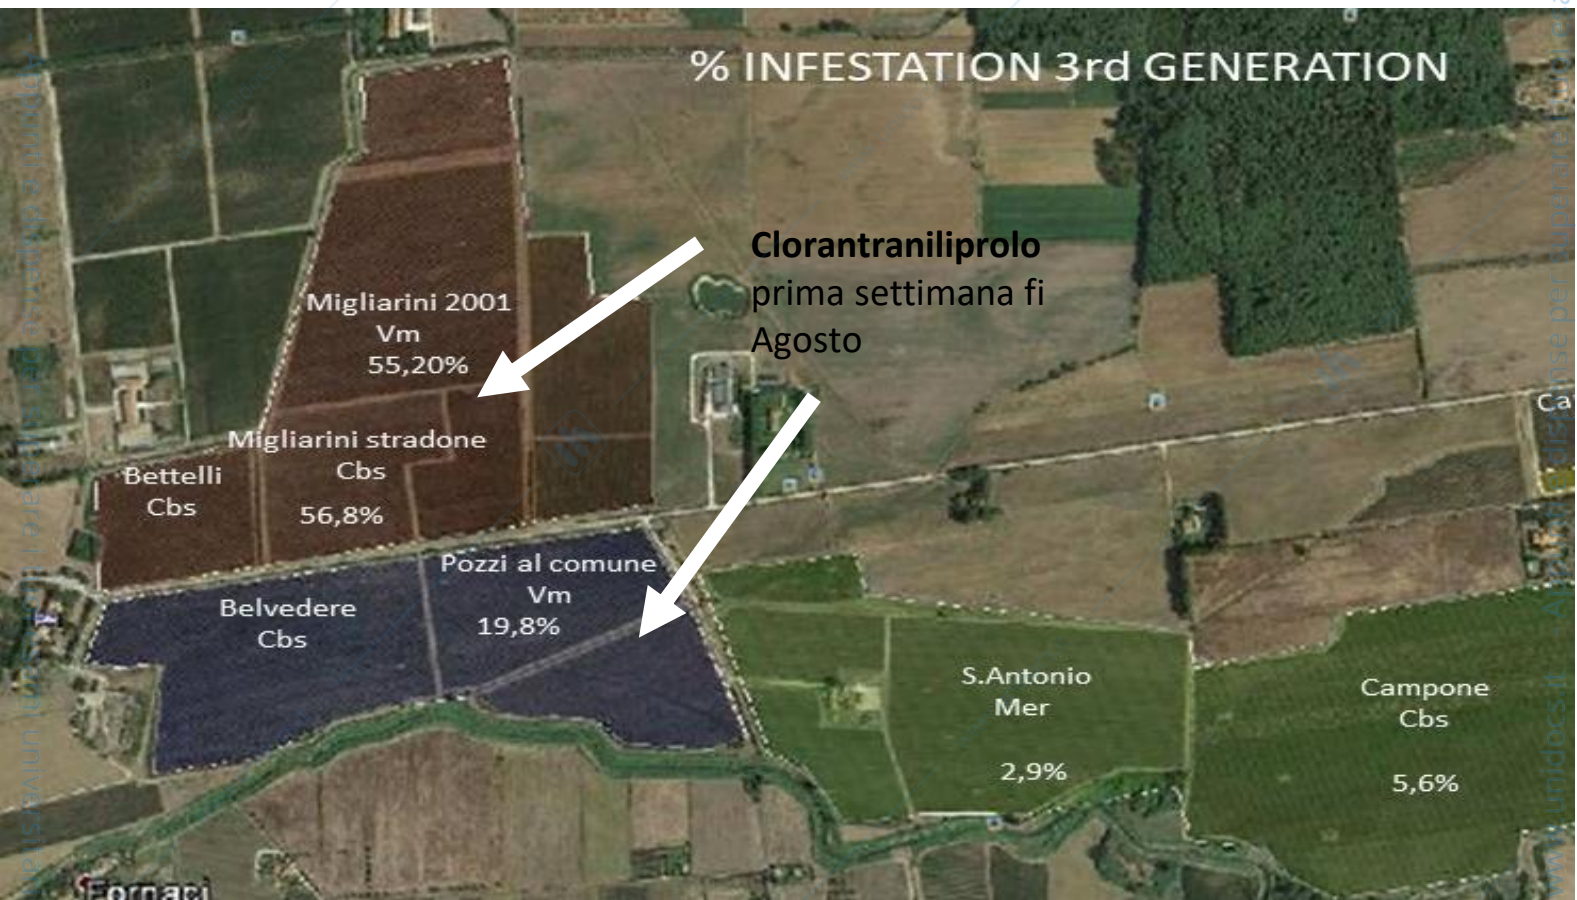 % INFESTATION 3rd GENERATION
Clorantraniliprolo
prima settimana fi
Agosto
Migliarini 2001
Vm
55,20%
Migliarini stradone
Cbs
56,8%
Bettelli
Cbs
Pozzi al comune
Vm
19,8%
Belvedere
Cbs
S.Antonio
Mer
2,9%
Campone
Cbs
5,6%
Fornaci